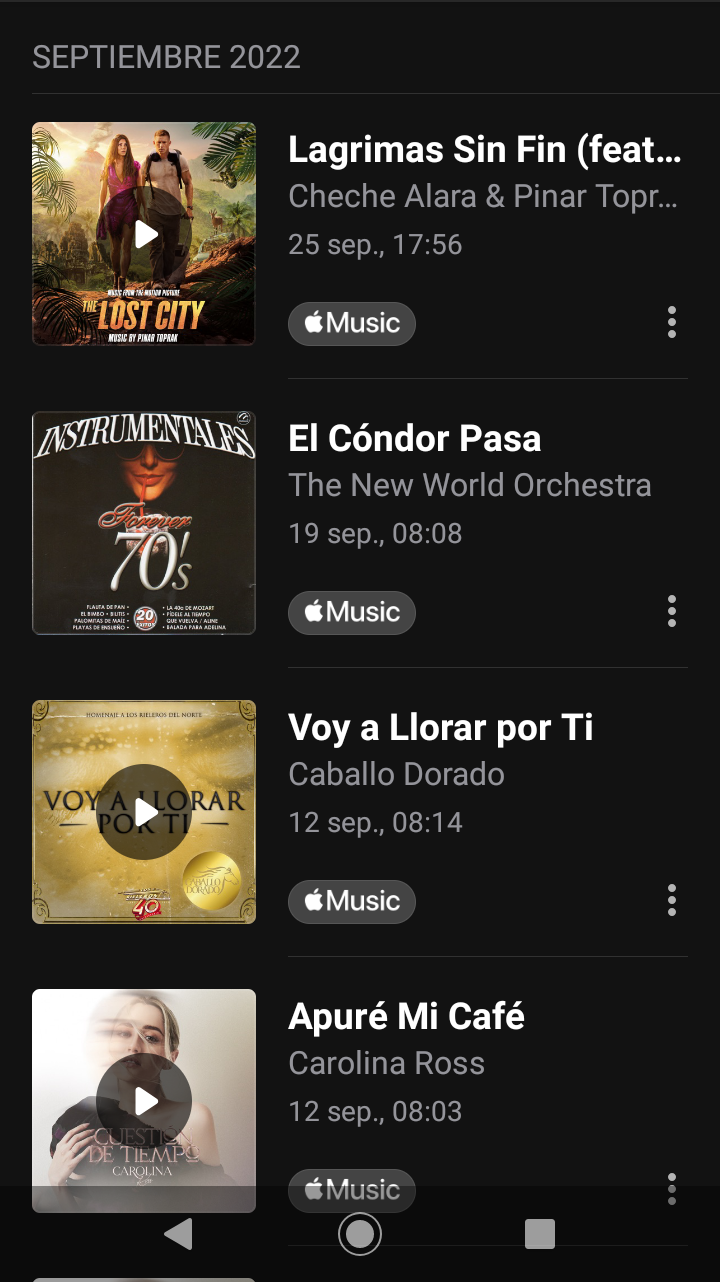 SEPTIEMBRE 2022
Lagrimas Sin Fin (feat...
Cheche Alara & Pinar Topr...
25 sep., 17:56
Music
MUSIC FROM THE MOTION PICTURE
THE LOST CITY
MUSIC BY PINAR TOPRAK
El Cóndor Pasa
The New World Orchestra
19 sep., 08:08
Music
INSTRUMENTALES
Forever
70's
FLAUTA DE PAN •
EL BIMBO • BILITIS •
PALOMITAS DE MAÍZ •
PLAYAS DE ENSUEÑO •
20
ÉXITOS
• LA 40a DE MOZART
• PÍDELE AL TIEMPO
QUE VUELVA / ALINE
• BALADA PARA ADELINA
Voy a Llorar por Ti
Caballo Dorado
12 sep., 08:14
Music
HOMENAJE A LOS RIELEROS DEL NORTE
VOY A LLORAR
POR TI
CABALLO
DORADO
40
Apuré Mi Café
Carolina Ross
12 sep., 08:03
Music
CUESTIÓN
DE TIEMPO
CAROLINA